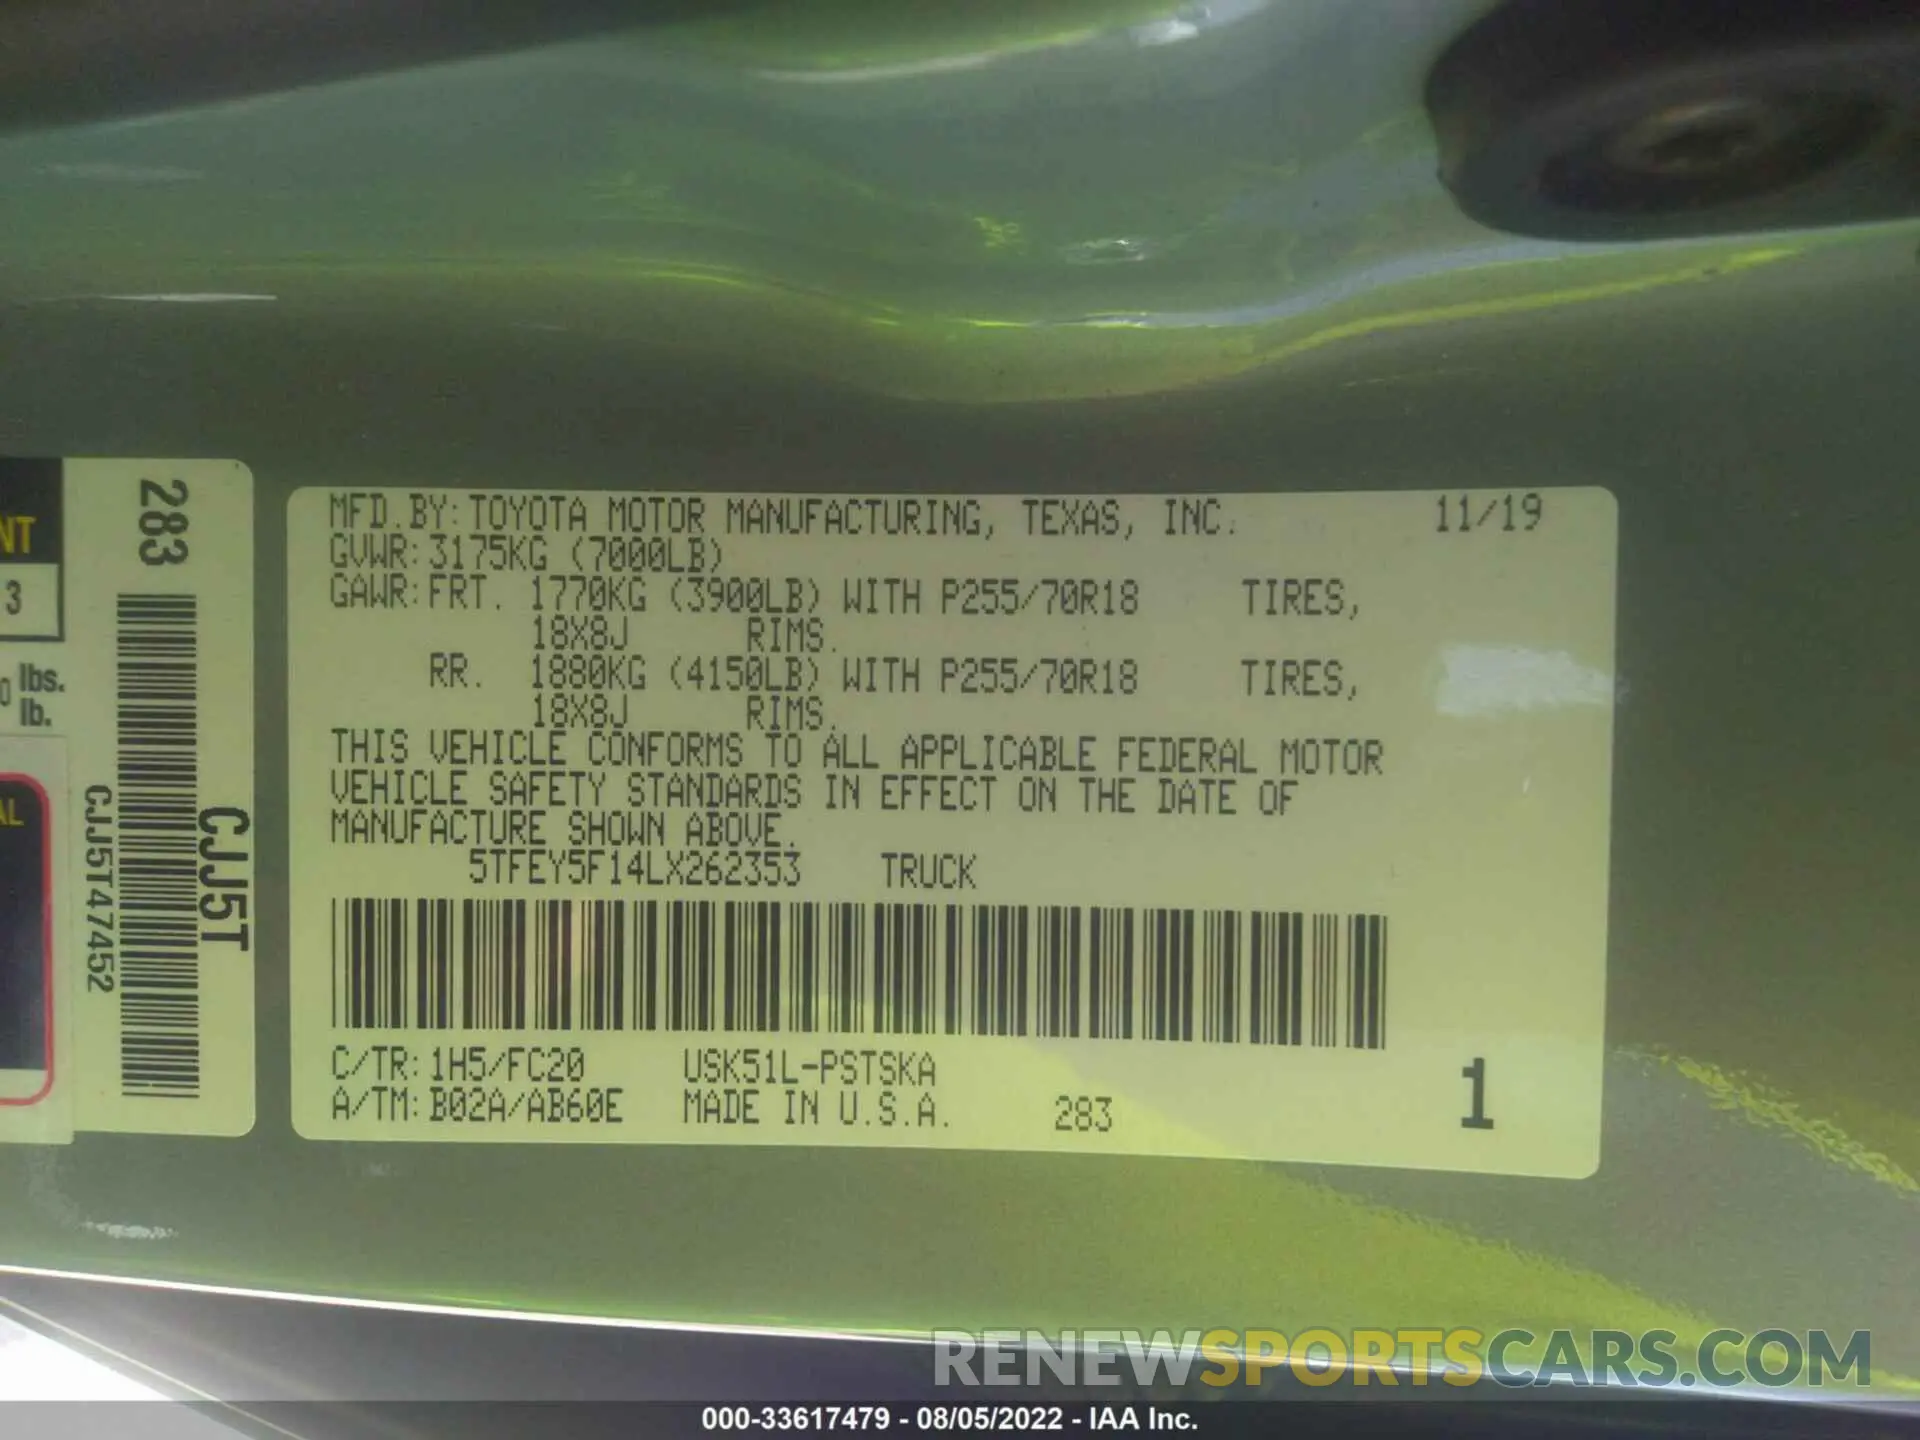 NT
3
0 lbs.
lb.
AL
283
CJJ5T
CJJ5T47452
MFD.BY:TOYOTA MOTOR MANUFACTURING, TEXAS, INC. 11/19
GVWR:3175KG (7000LB)
GAWR:FRT. 1770KG (3900LB) WITH P255/70R18 TIRES,
18X8J RIMS.
RR. 1880KG (4150LB) WITH P255/70R18 TIRES,
18X8J RIMS.
THIS VEHICLE CONFORMS TO ALL APPLICABLE FEDERAL MOTOR
VEHICLE SAFETY STANDARDS IN EFFECT ON THE DATE OF
MANUFACTURE SHOWN ABOVE.
5TFEY5F14LX262353 TRUCK
C/TR:1H5/FC20 USK51L-PSTSKA
A/TM:B02A/AB60E MADE IN U.S.A. 283
1
RENEWSPORTSCARS.COM
000-33617479 - 08/05/2022 - IAA Inc.